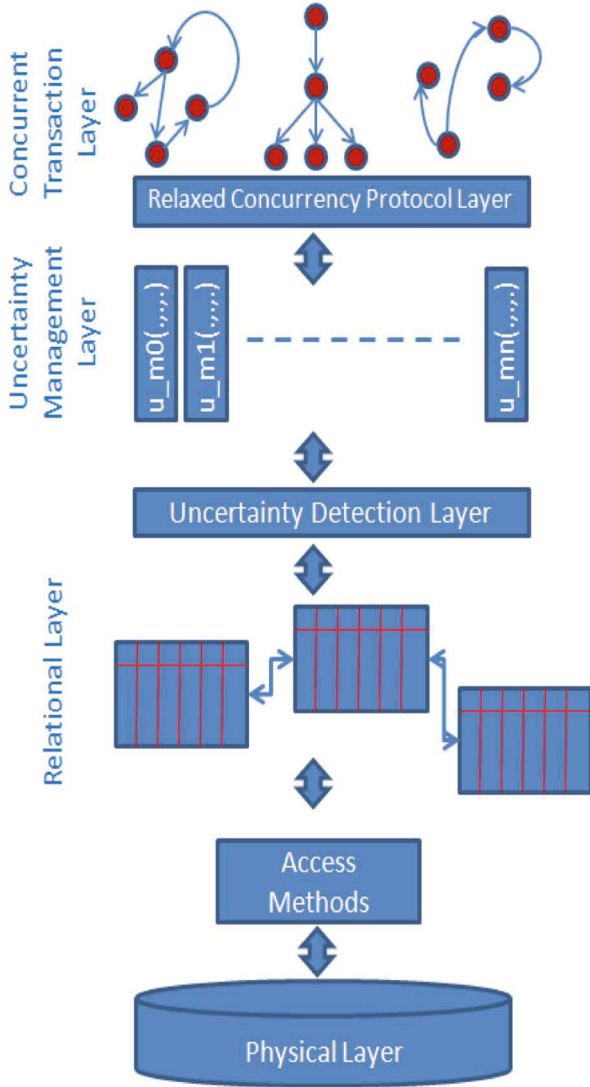 Concurrent
Transaction
Layer
Relaxed Concurrency Protocol Layer
Uncertainty
Management
Layer
u_m0(.,.,.)
u_m1(.,.,.)
u_mn(.,.,.)
Uncertainty Detection Layer
Relational Layer
Access
Methods
Physical Layer